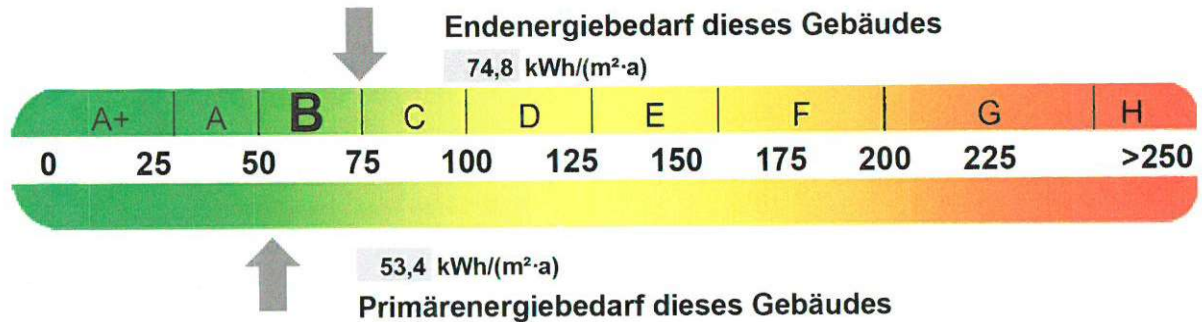 Endenergiebedarf dieses Gebäudes
74,8 kWh/(m²·a)
A+ A B C D E F G H
0 25 50 75 100 125 150 175 200 225 >250
53,4 kWh/(m²·a)
Primärenergiebedarf dieses Gebäudes